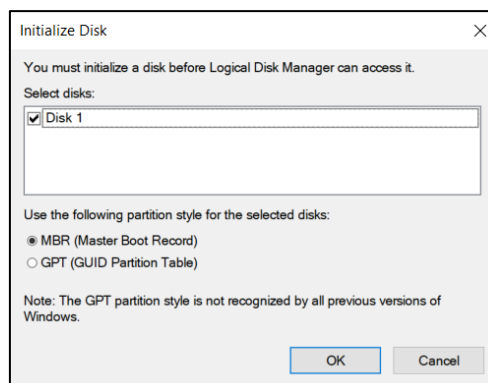 Initialize Disk
You must initialize a disk before Logical Disk Manager can access it.
Select disks:
Disk 1
Use the following partition style for the selected disks:
MBR (Master Boot Record)
GPT (GUID Partition Table)
Note: The GPT partition style is not recognized by all previous versions of
Windows.
OK Cancel